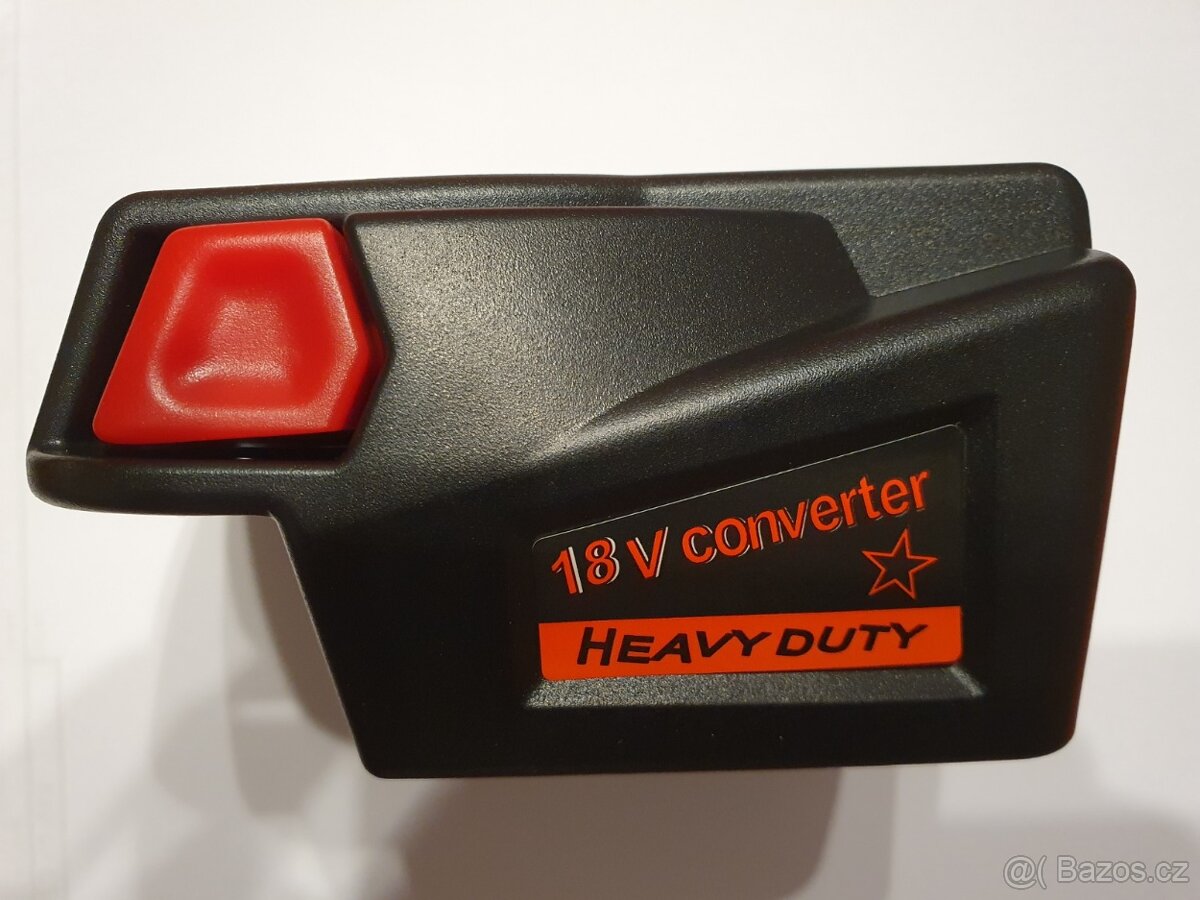 18 V converter
HEAVY DUTY
@( Bazos.cz